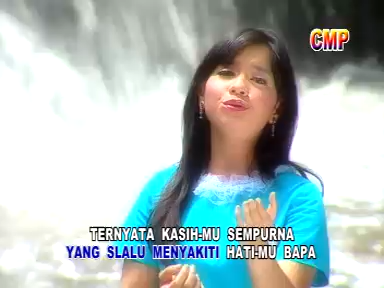 CMP
TERNYATA KASIH-MU SEMPURNA
YANG SLALU MENYAKITI HATI-MU BAPA